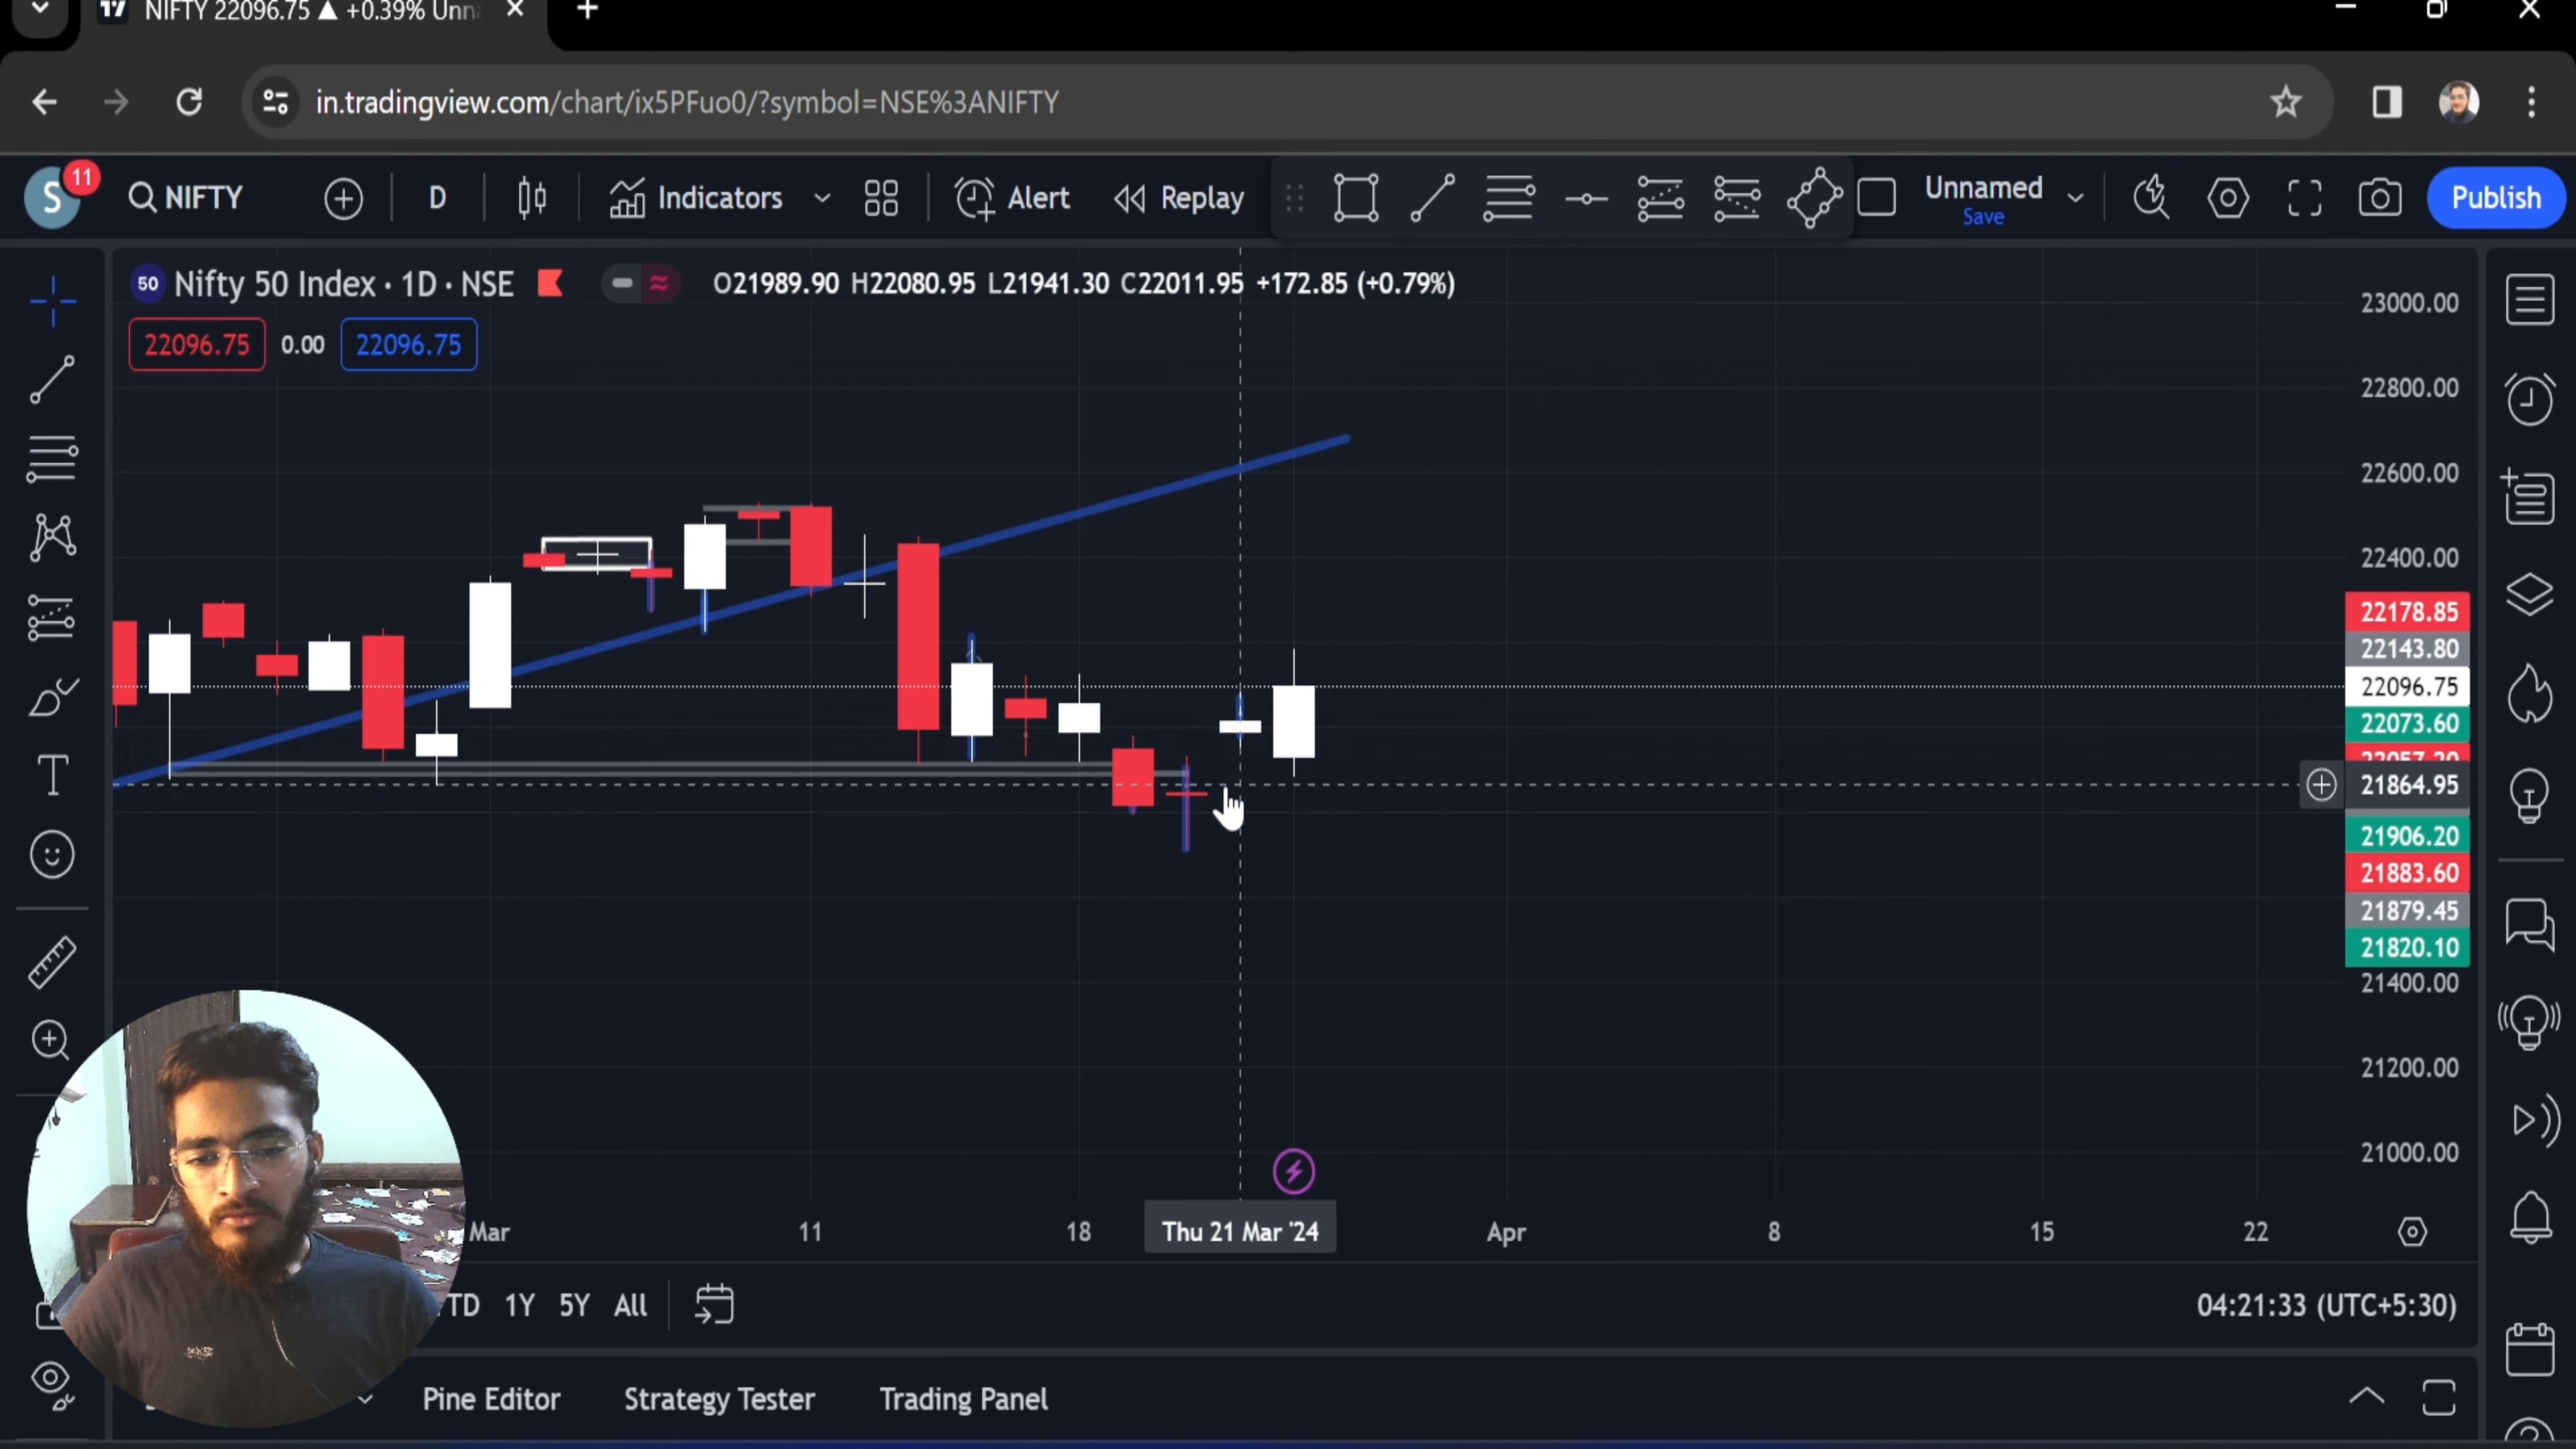 NIFTY 22096.75 ▲ +0.39% Unn
in.tradingview.com/chart/ix5PFuo0/?symbol=NSE%3ANIFTY
S
11
NIFTY
D
Indicators
Alert
Replay
Unnamed
Save
Publish
50
Nifty 50 Index · 1D · NSE
O21989.90 H22080.95 L21941.30 C22011.95 +172.85 (+0.79%)
22096.75 0.00 22096.75
23000.00
22800.00
22600.00
22400.00
22178.85
22143.80
22096.75
22073.60
22057.20
21864.95
21906.20
21883.60
21879.45
21820.10
21400.00
21200.00
21000.00
Mar
11
18
Thu 21 Mar '24
Apr
8
15
22
TD
1Y
5Y
All
04:21:33 (UTC+5:30)
Pine Editor
Strategy Tester
Trading Panel